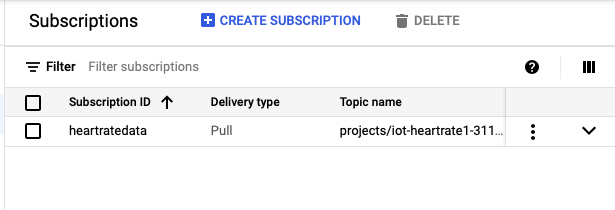 Subscriptions CREATE SUBSCRIPTION DELETE
Filter Filter subscriptions
Subscription ID Delivery type Topic name
heartratedata Pull projects/iot-heartrate1-311...